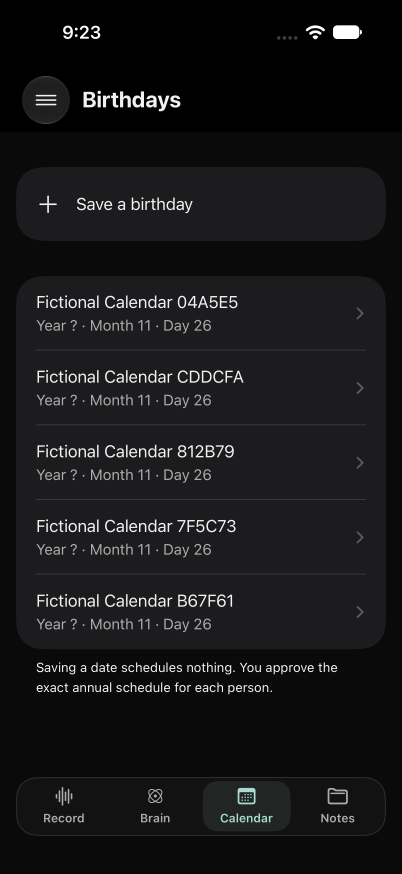 9:23
Birthdays
Save a birthday
Fictional Calendar 04A5E5
Year ? · Month 11 · Day 26
Fictional Calendar CDDCFA
Year ? · Month 11 · Day 26
Fictional Calendar 812B79
Year ? · Month 11 · Day 26
Fictional Calendar 7F5C73
Year ? · Month 11 · Day 26
Fictional Calendar B67F61
Year ? · Month 11 · Day 26
Saving a date schedules nothing. You approve the
exact annual schedule for each person.
Record
Brain
Calendar
Notes